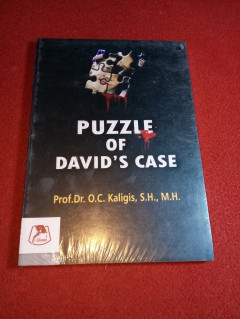 PUZZLE
OF
DAVID'S CASE
Prof.Dr. O.C. Kaligis, S.H., M.H.